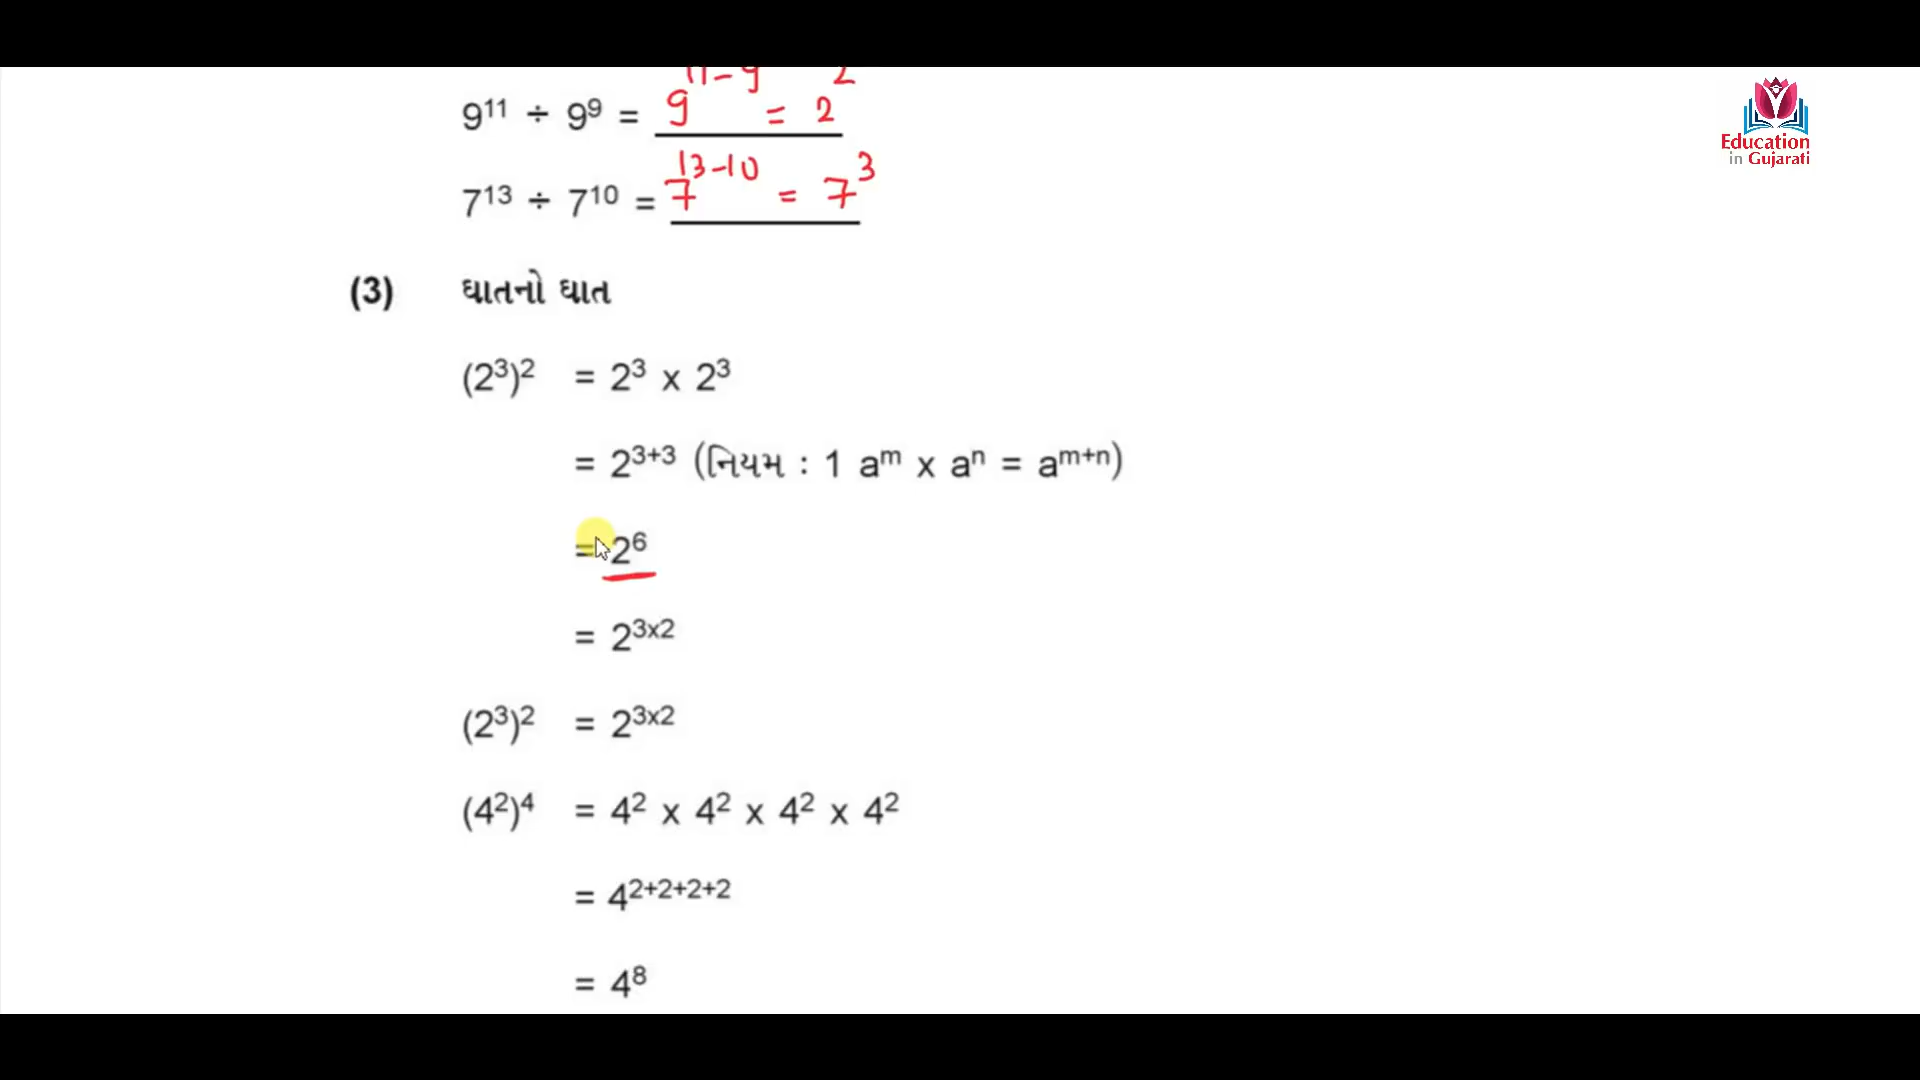 9¹¹ ÷ 9⁹ = 9¹¹⁻⁹ = 2²
7¹³ ÷ 7¹⁰ = 7¹³⁻¹⁰ = 7³
Education
in Gujarati
(3) ઘાતનો ઘાત
(2³)² = 2³ x 2³
= 2³⁺³ (નિયમ : 1 aᵐ x aⁿ = aᵐ⁺ⁿ)
= 2⁶
= 2³ˣ²
(2³)² = 2³ˣ²
(4²)⁴ = 4² x 4² x 4² x 4²
= 4²⁺²⁺²⁺²
= 4⁸